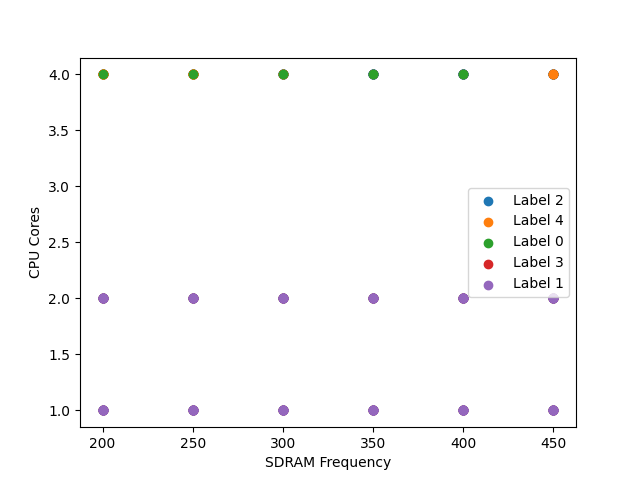 4.0
3.5
3.0
2.5
2.0
1.5
1.0
CPU Cores
Label 2
Label 4
Label 0
Label 3
Label 1
200 250 300 350 400 450
SDRAM Frequency